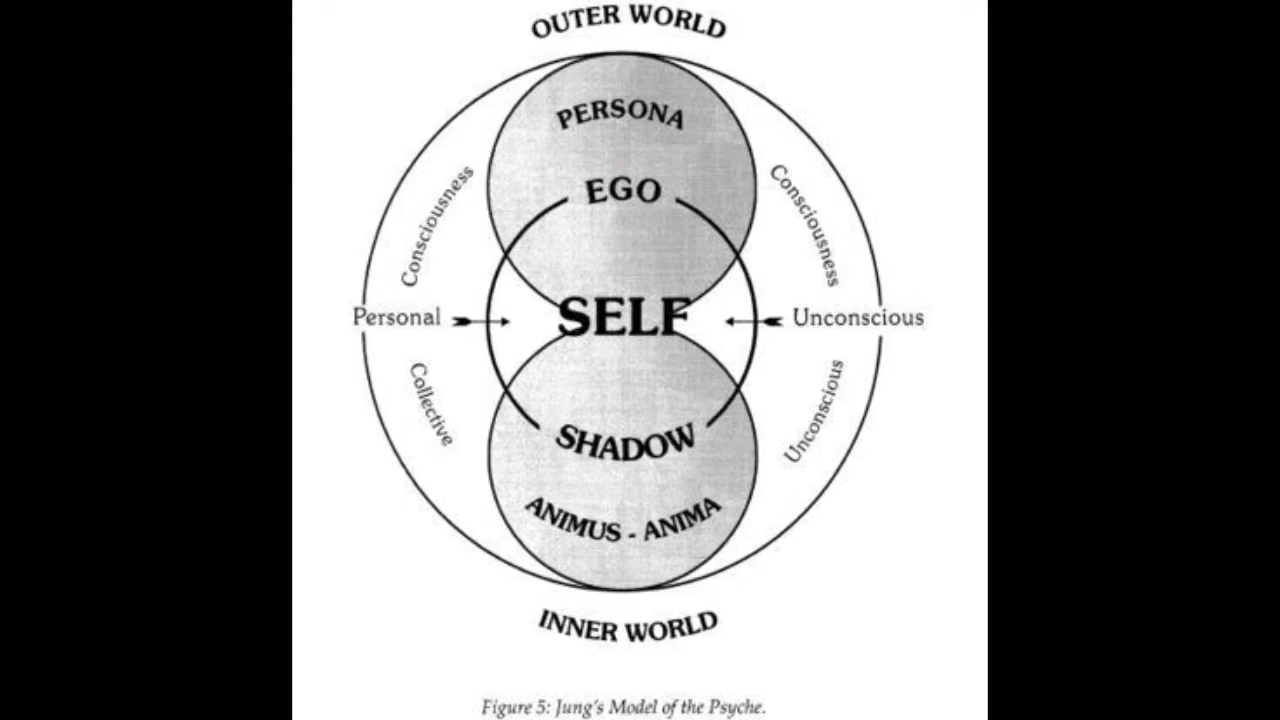 OUTER WORLD
PERSONA
EGO
Consciousness
Consciousness
SELF
Personal
Unconscious
Collective
Unconscious
SHADOW
ANIMUS - ANIMA
INNER WORLD
Figure 5: Jung's Model of the Psyche.